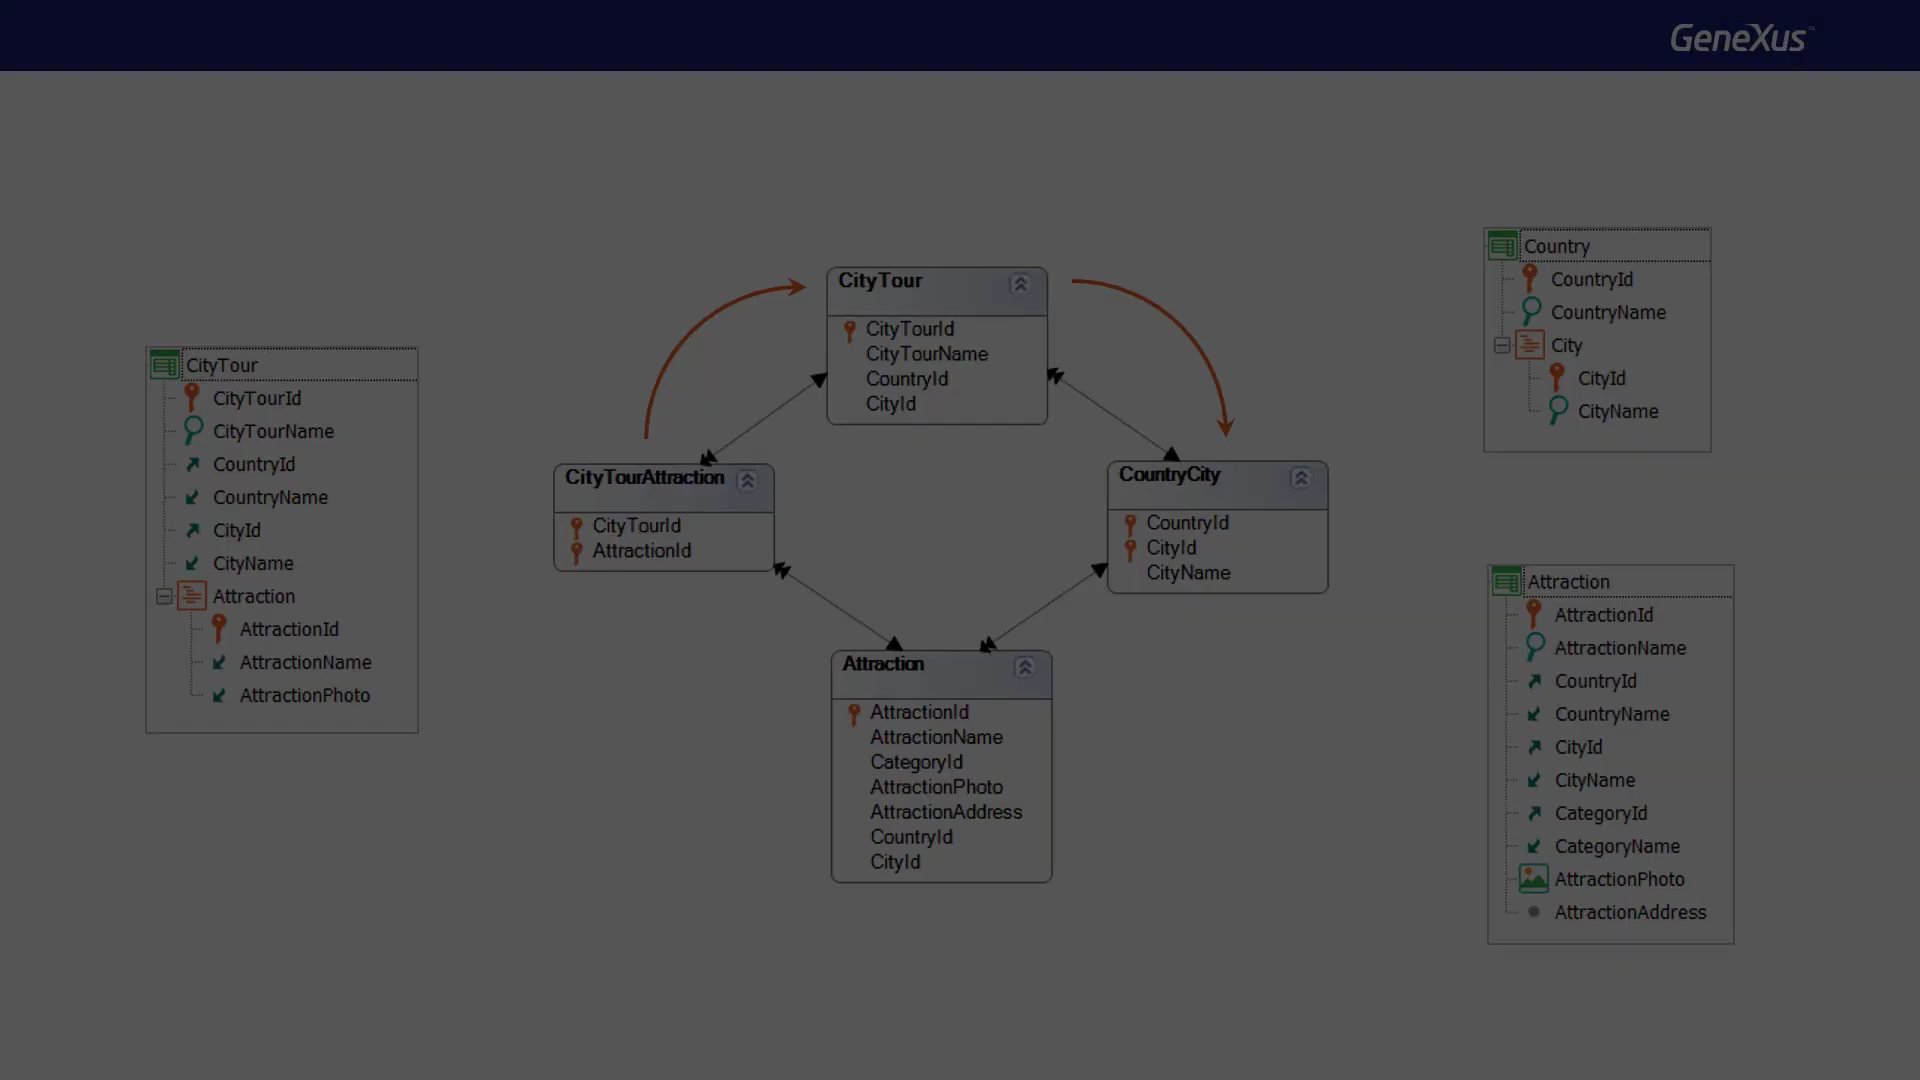 GeneXus™
CityTour
CityTourId
CityTourName
CountryId
CountryName
CityId
CityName
Attraction
AttractionId
AttractionName
AttractionPhoto
CityTour
CityTourId
CityTourName
CountryId
CityId
CityTourAttraction
CityTourId
AttractionId
CountryCity
CountryId
CityId
CityName
Attraction
AttractionId
AttractionName
CategoryId
AttractionPhoto
AttractionAddress
CountryId
CityId
Country
CountryId
CountryName
City
CityId
CityName
Attraction
AttractionId
AttractionName
CountryId
CountryName
CityId
CityName
CategoryId
CategoryName
AttractionPhoto
AttractionAddress